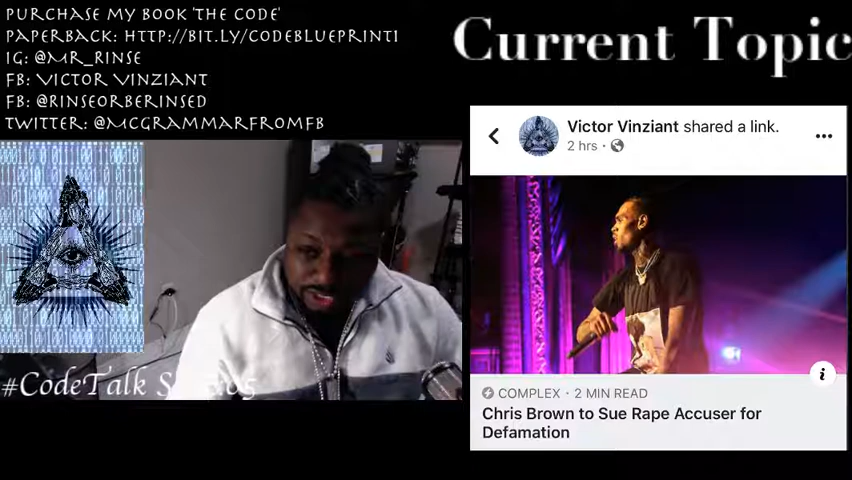 PURCHASE MY BOOK 'THE CODE'
PAPERBACK: HTTP://BIT.LY/CODEBLUEPRINT1
IG: @MR_RINSE
FB: VICTOR VINZIANT
FB: @RINSEORBERINSED
TWITTER: @MCGRAMMARFROMFB
Current Topic
Victor Vinziant shared a link.
2 hrs
#CodeTalk
COMPLEX • 2 MIN READ
Chris Brown to Sue Rape Accuser for
Defamation